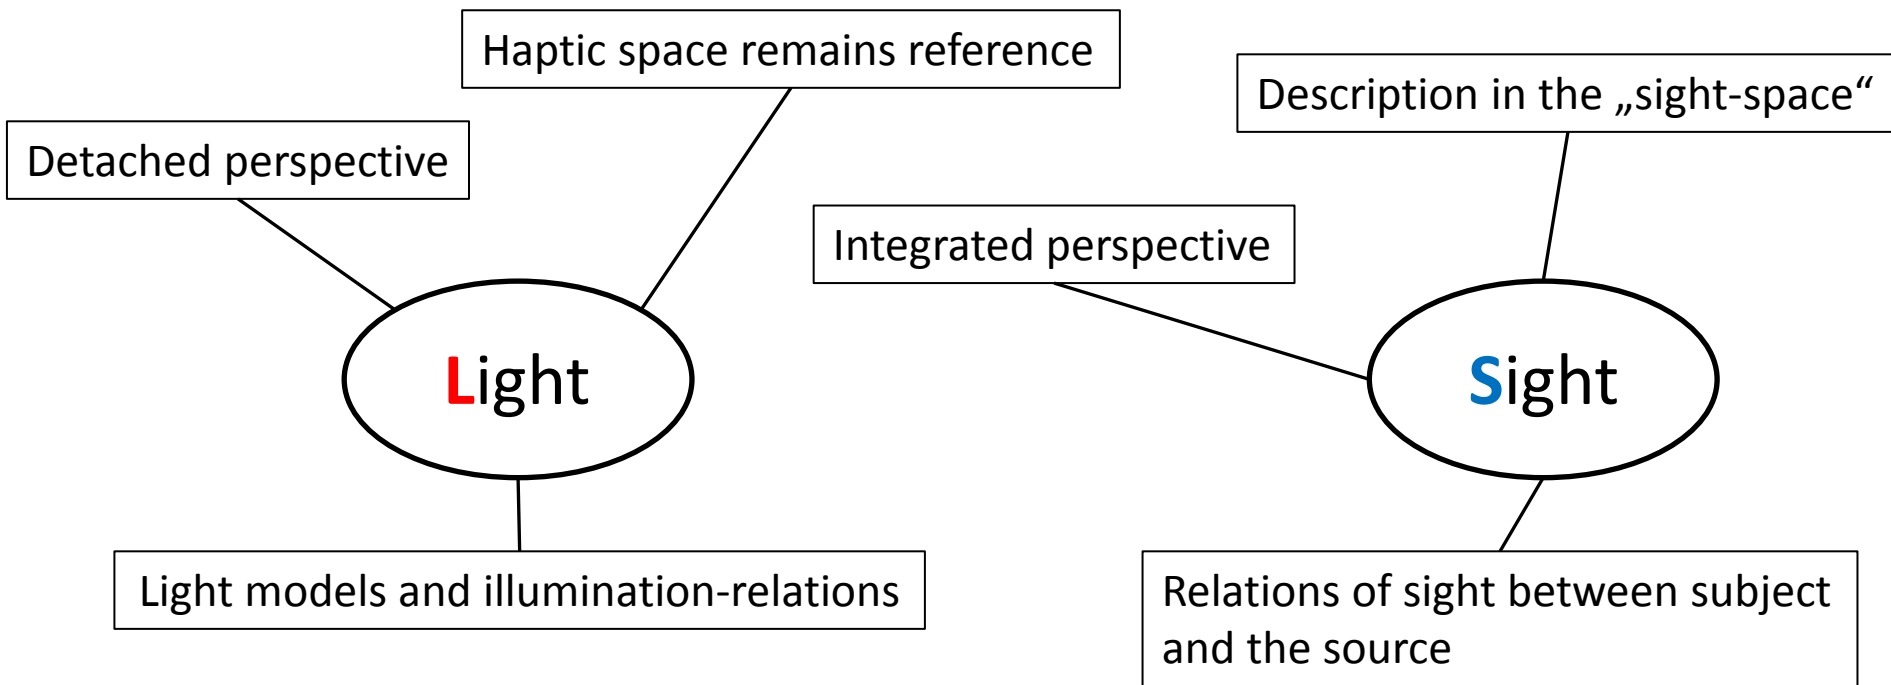 Haptic space remains reference
Description in the „sight-space“
Detached perspective
Integrated perspective
Light
Sight
Light models and illumination-relations
Relations of sight between subject
and the source